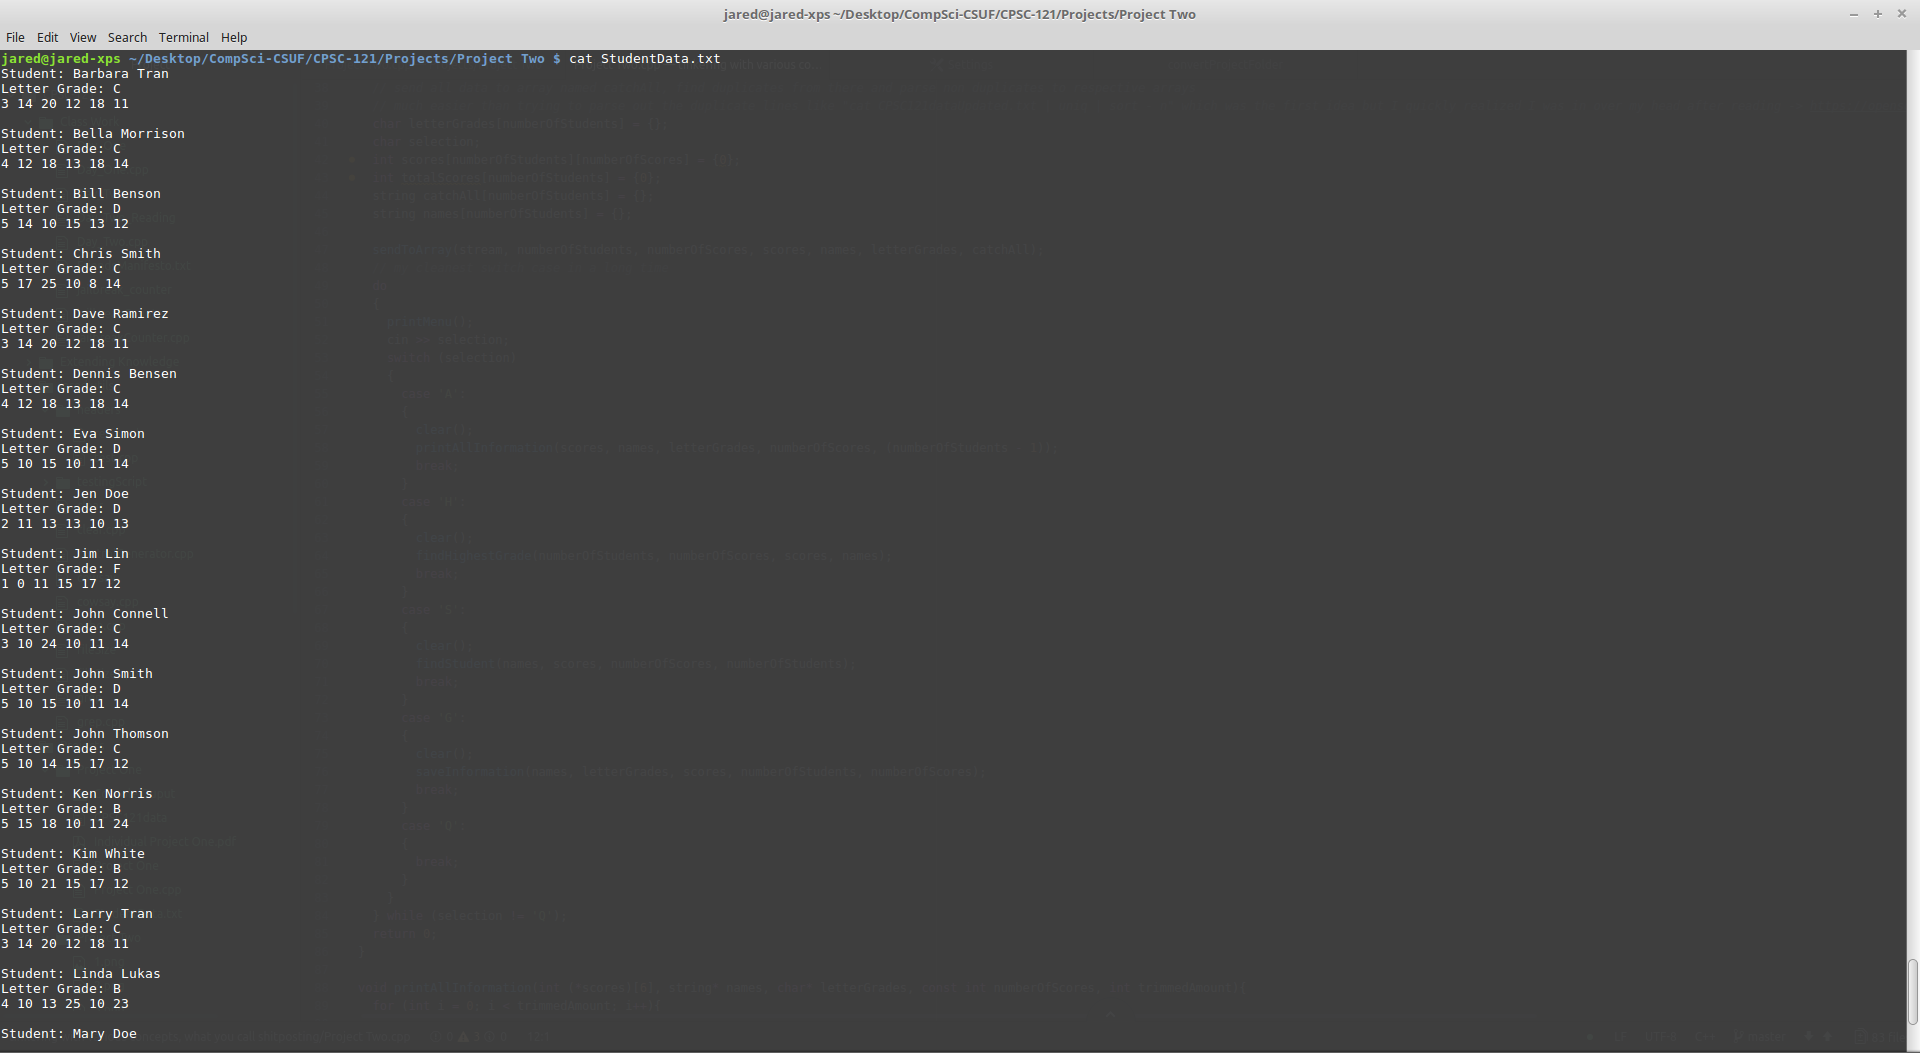 jared@jared-xps ~/Desktop/CompSci-CSUF/CPSC-121/Projects/Project Two
File Edit View Search Terminal Help
jared@jared-xps ~/Desktop/CompSci-CSUF/CPSC-121/Projects/Project Two $ cat StudentData.txt
Student: Barbara Tran
Letter Grade: C
3 14 20 12 18 11
Student: Bella Morrison
Letter Grade: C
4 12 18 13 18 14
Student: Bill Benson
Letter Grade: D
5 14 10 15 13 12
Student: Chris Smith
Letter Grade: C
5 17 25 10 8 14
Student: Dave Ramirez
Letter Grade: C
3 14 20 12 18 11
Student: Dennis Bensen
Letter Grade: C
4 12 18 13 18 14
Student: Eva Simon
Letter Grade: D
5 10 15 10 11 14
Student: Jen Doe
Letter Grade: D
2 11 13 13 10 13
Student: Jim Lin
Letter Grade: F
1 0 11 15 17 12
Student: John Connell
Letter Grade: C
3 10 24 10 11 14
Student: John Smith
Letter Grade: D
5 10 15 10 11 14
Student: John Thomson
Letter Grade: C
5 10 14 15 17 12
Student: Ken Norris
Letter Grade: B
5 15 18 10 11 24
Student: Kim White
Letter Grade: B
5 10 21 15 17 12
Student: Larry Tran
Letter Grade: C
3 14 20 12 18 11
Student: Linda Lukas
Letter Grade: B
4 10 13 25 10 23
Student: Mary Doe